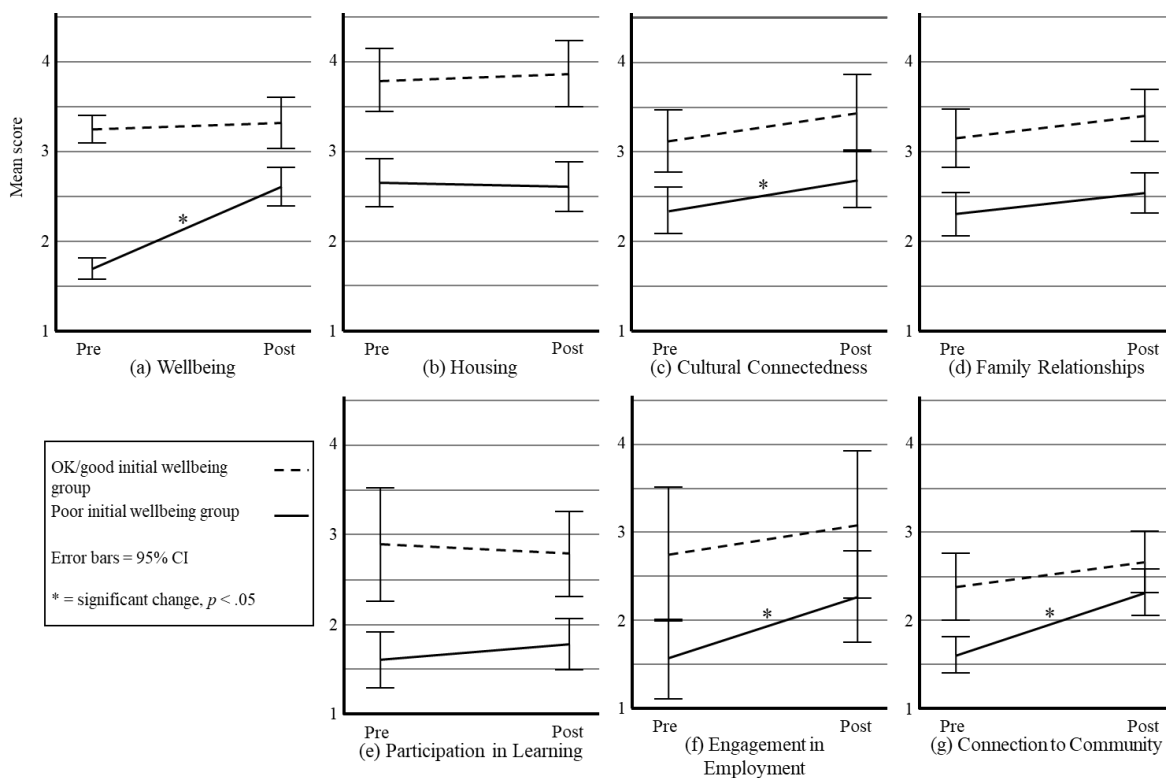 Mean score
4
3
2
1
*
Pre
Post
(a) Wellbeing
4
3
2
1
Pre
Post
(b) Housing
4
3
2
1
*
Pre
Post
(c) Cultural Connectedness
4
3
2
1
Pre
Post
(d) Family Relationships
OK/good initial wellbeing
group
Poor initial wellbeing group
Error bars = 95% CI
* = significant change, p < .05
4
3
2
1
Pre
Post
(e) Participation in Learning
4
3
2
1
*
Pre
Post
(f) Engagement in
Employment
4
3
2
1
*
Pre
Post
(g) Connection to Community